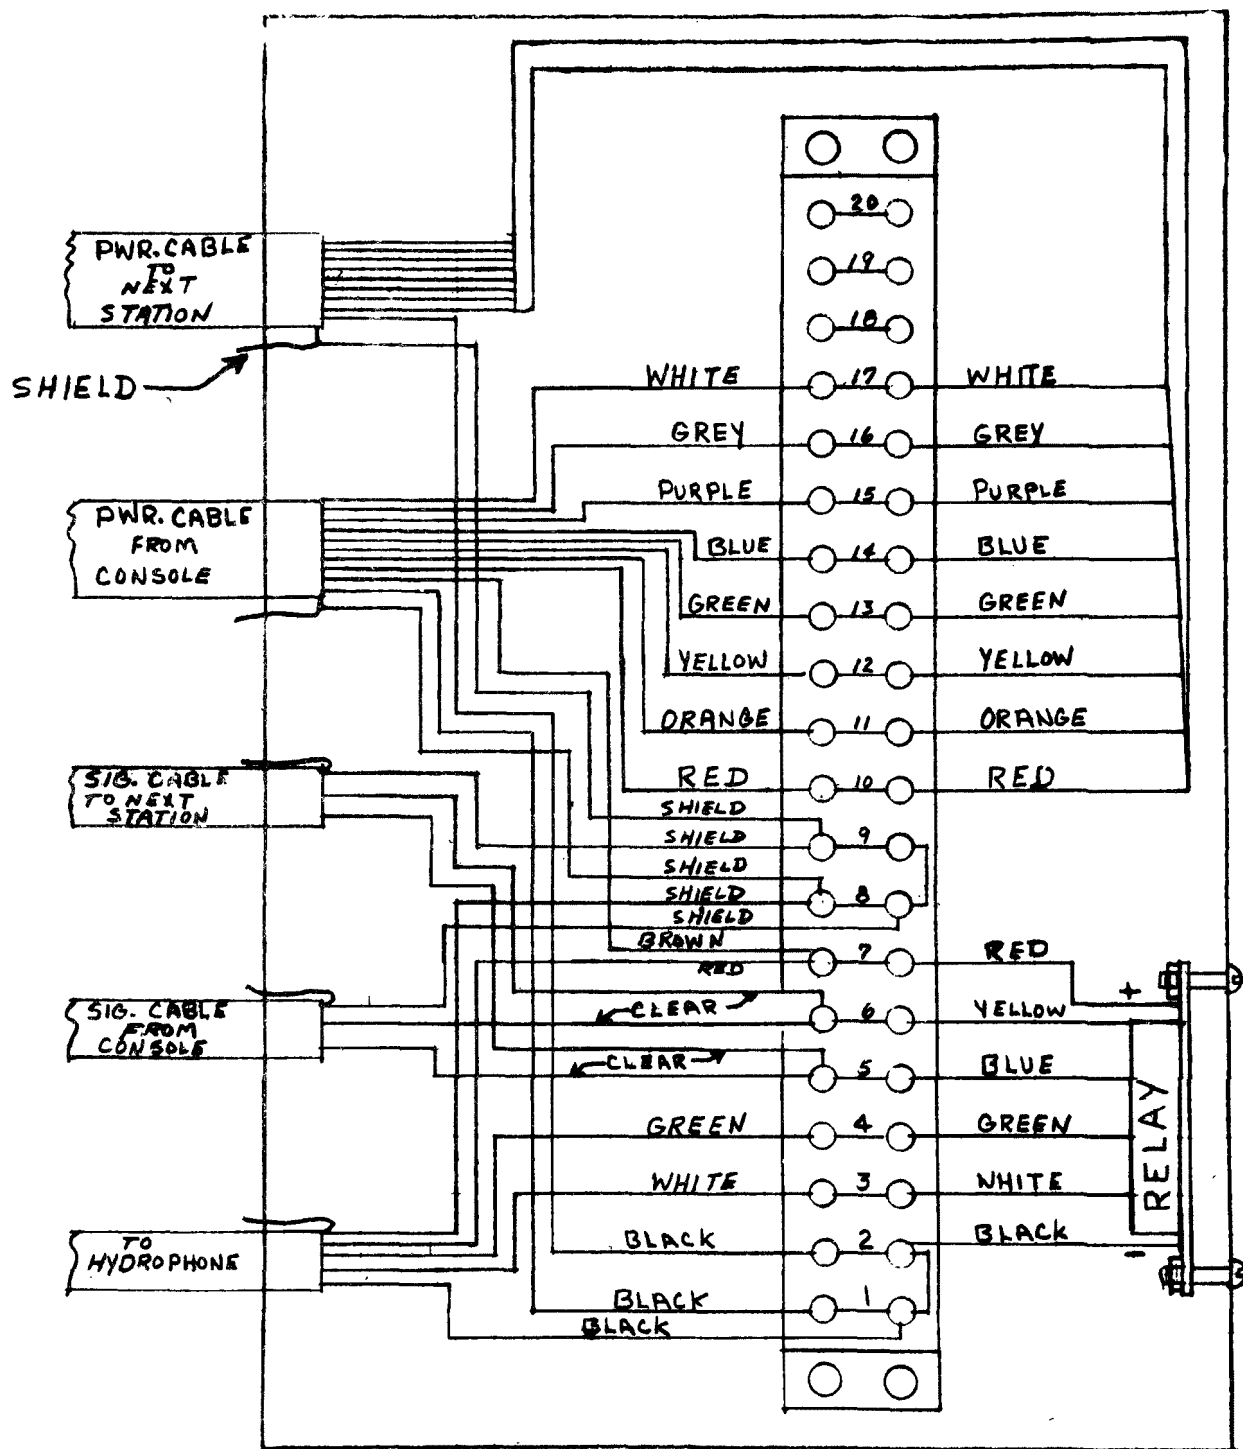 PWR. CABLE
TO
NEXT
STATION
SHIELD
PWR. CABLE
FROM
CONSOLE
SIG. CABLE
TO NEXT
STATION
SIG. CABLE
FROM
CONSOLE
TO
HYDROPHONE
20
19
18
WHITE 17 WHITE
GREY 16 GREY
PURPLE 15 PURPLE
BLUE 14 BLUE
GREEN 13 GREEN
YELLOW 12 YELLOW
ORANGE 11 ORANGE
RED 10 RED
SHIELD
SHIELD 9
SHIELD
SHIELD 8
SHIELD
BROWN
RED 7 RED
+
CLEAR 6 YELLOW
CLEAR 5 BLUE
GREEN 4 GREEN
WHITE 3 WHITE
BLACK 2 BLACK
-
BLACK 1
BLACK
RELAY